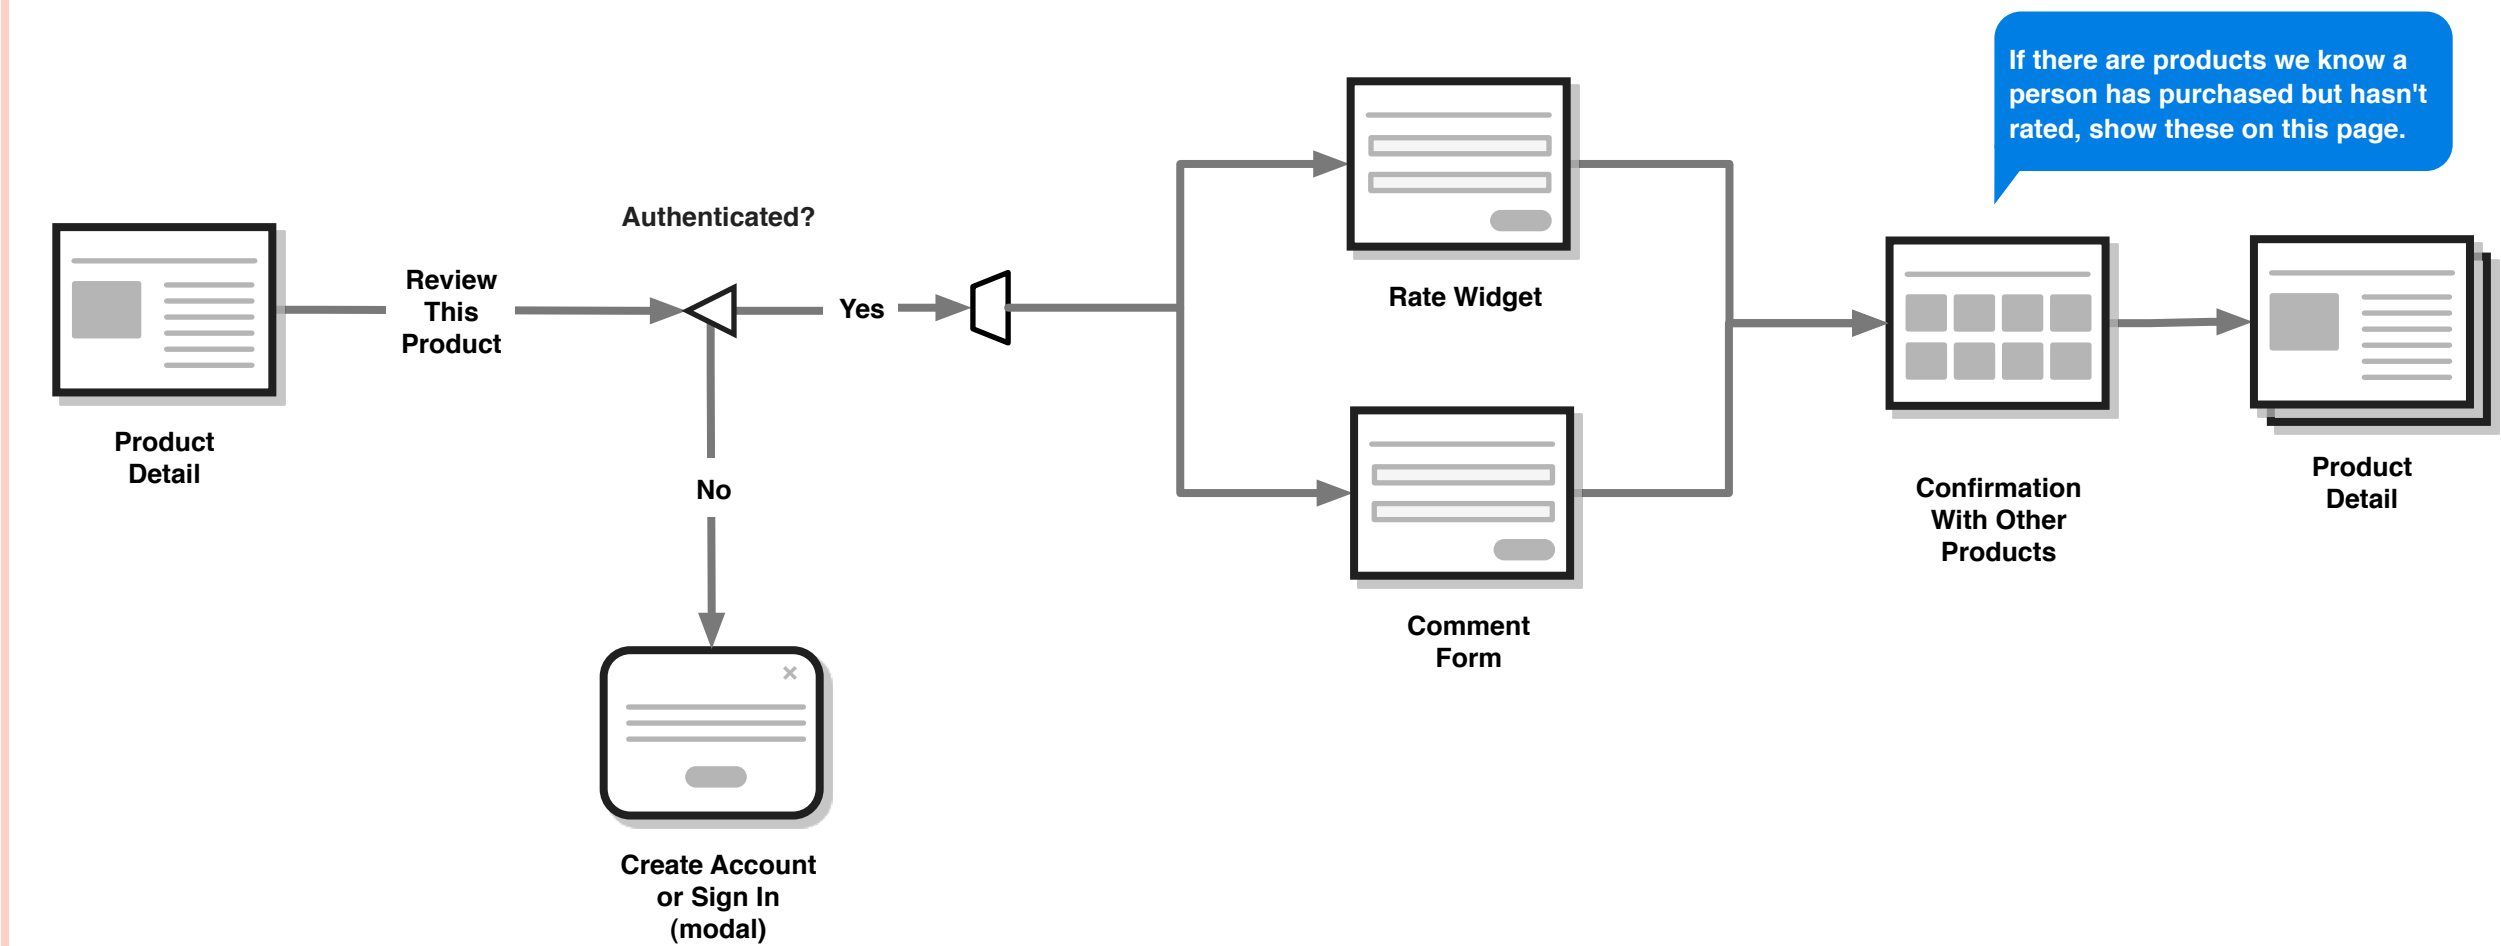 If there are products we know a
person has purchased but hasn't
rated, show these on this page.
Authenticated?
Review
This
Product
Yes
Rate Widget
Product
Detail
No
Confirmation
With Other
Products
Product
Detail
Comment
Form
Create Account
or Sign In
(modal)